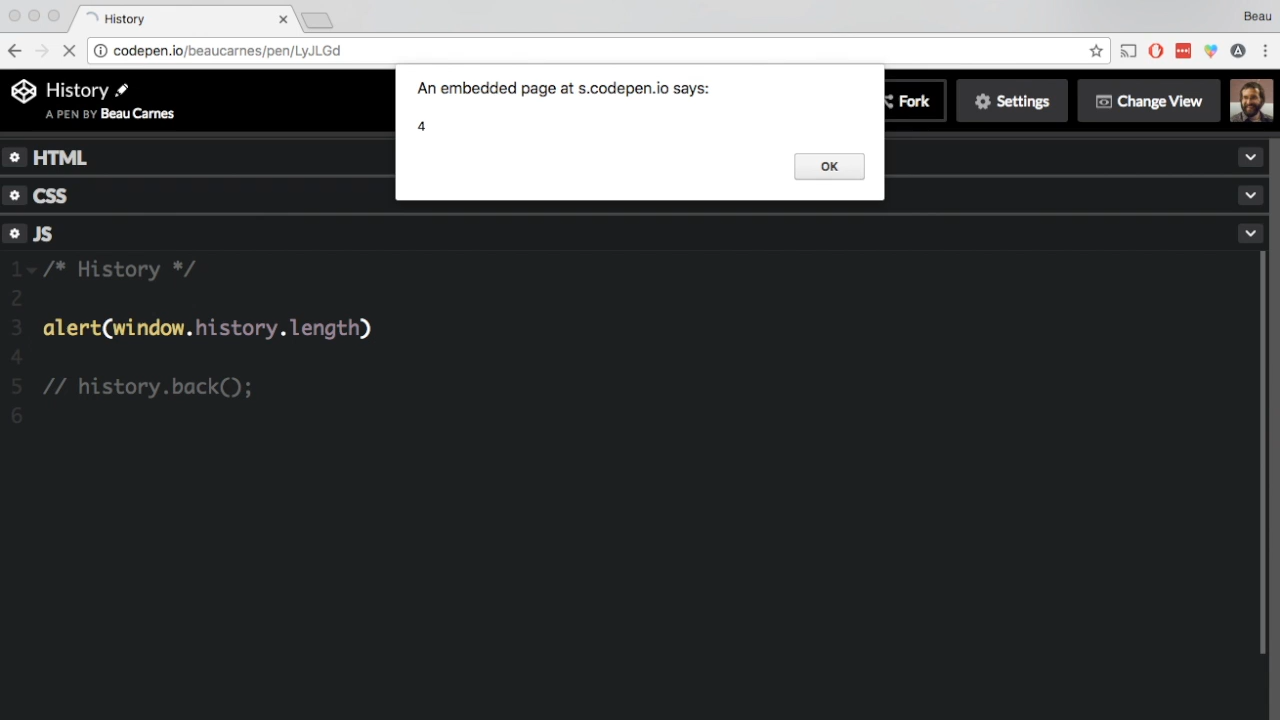 History
Beau
codepen.io/beaucarnes/pen/LyJLGd
An embedded page at s.codepen.io says:
4
OK
History
A PEN BY Beau Carnes
Fork
Settings
Change View
HTML
CSS
JS
1 /* History */
2
3 alert(window.history.length)
4
5 // history.back();
6